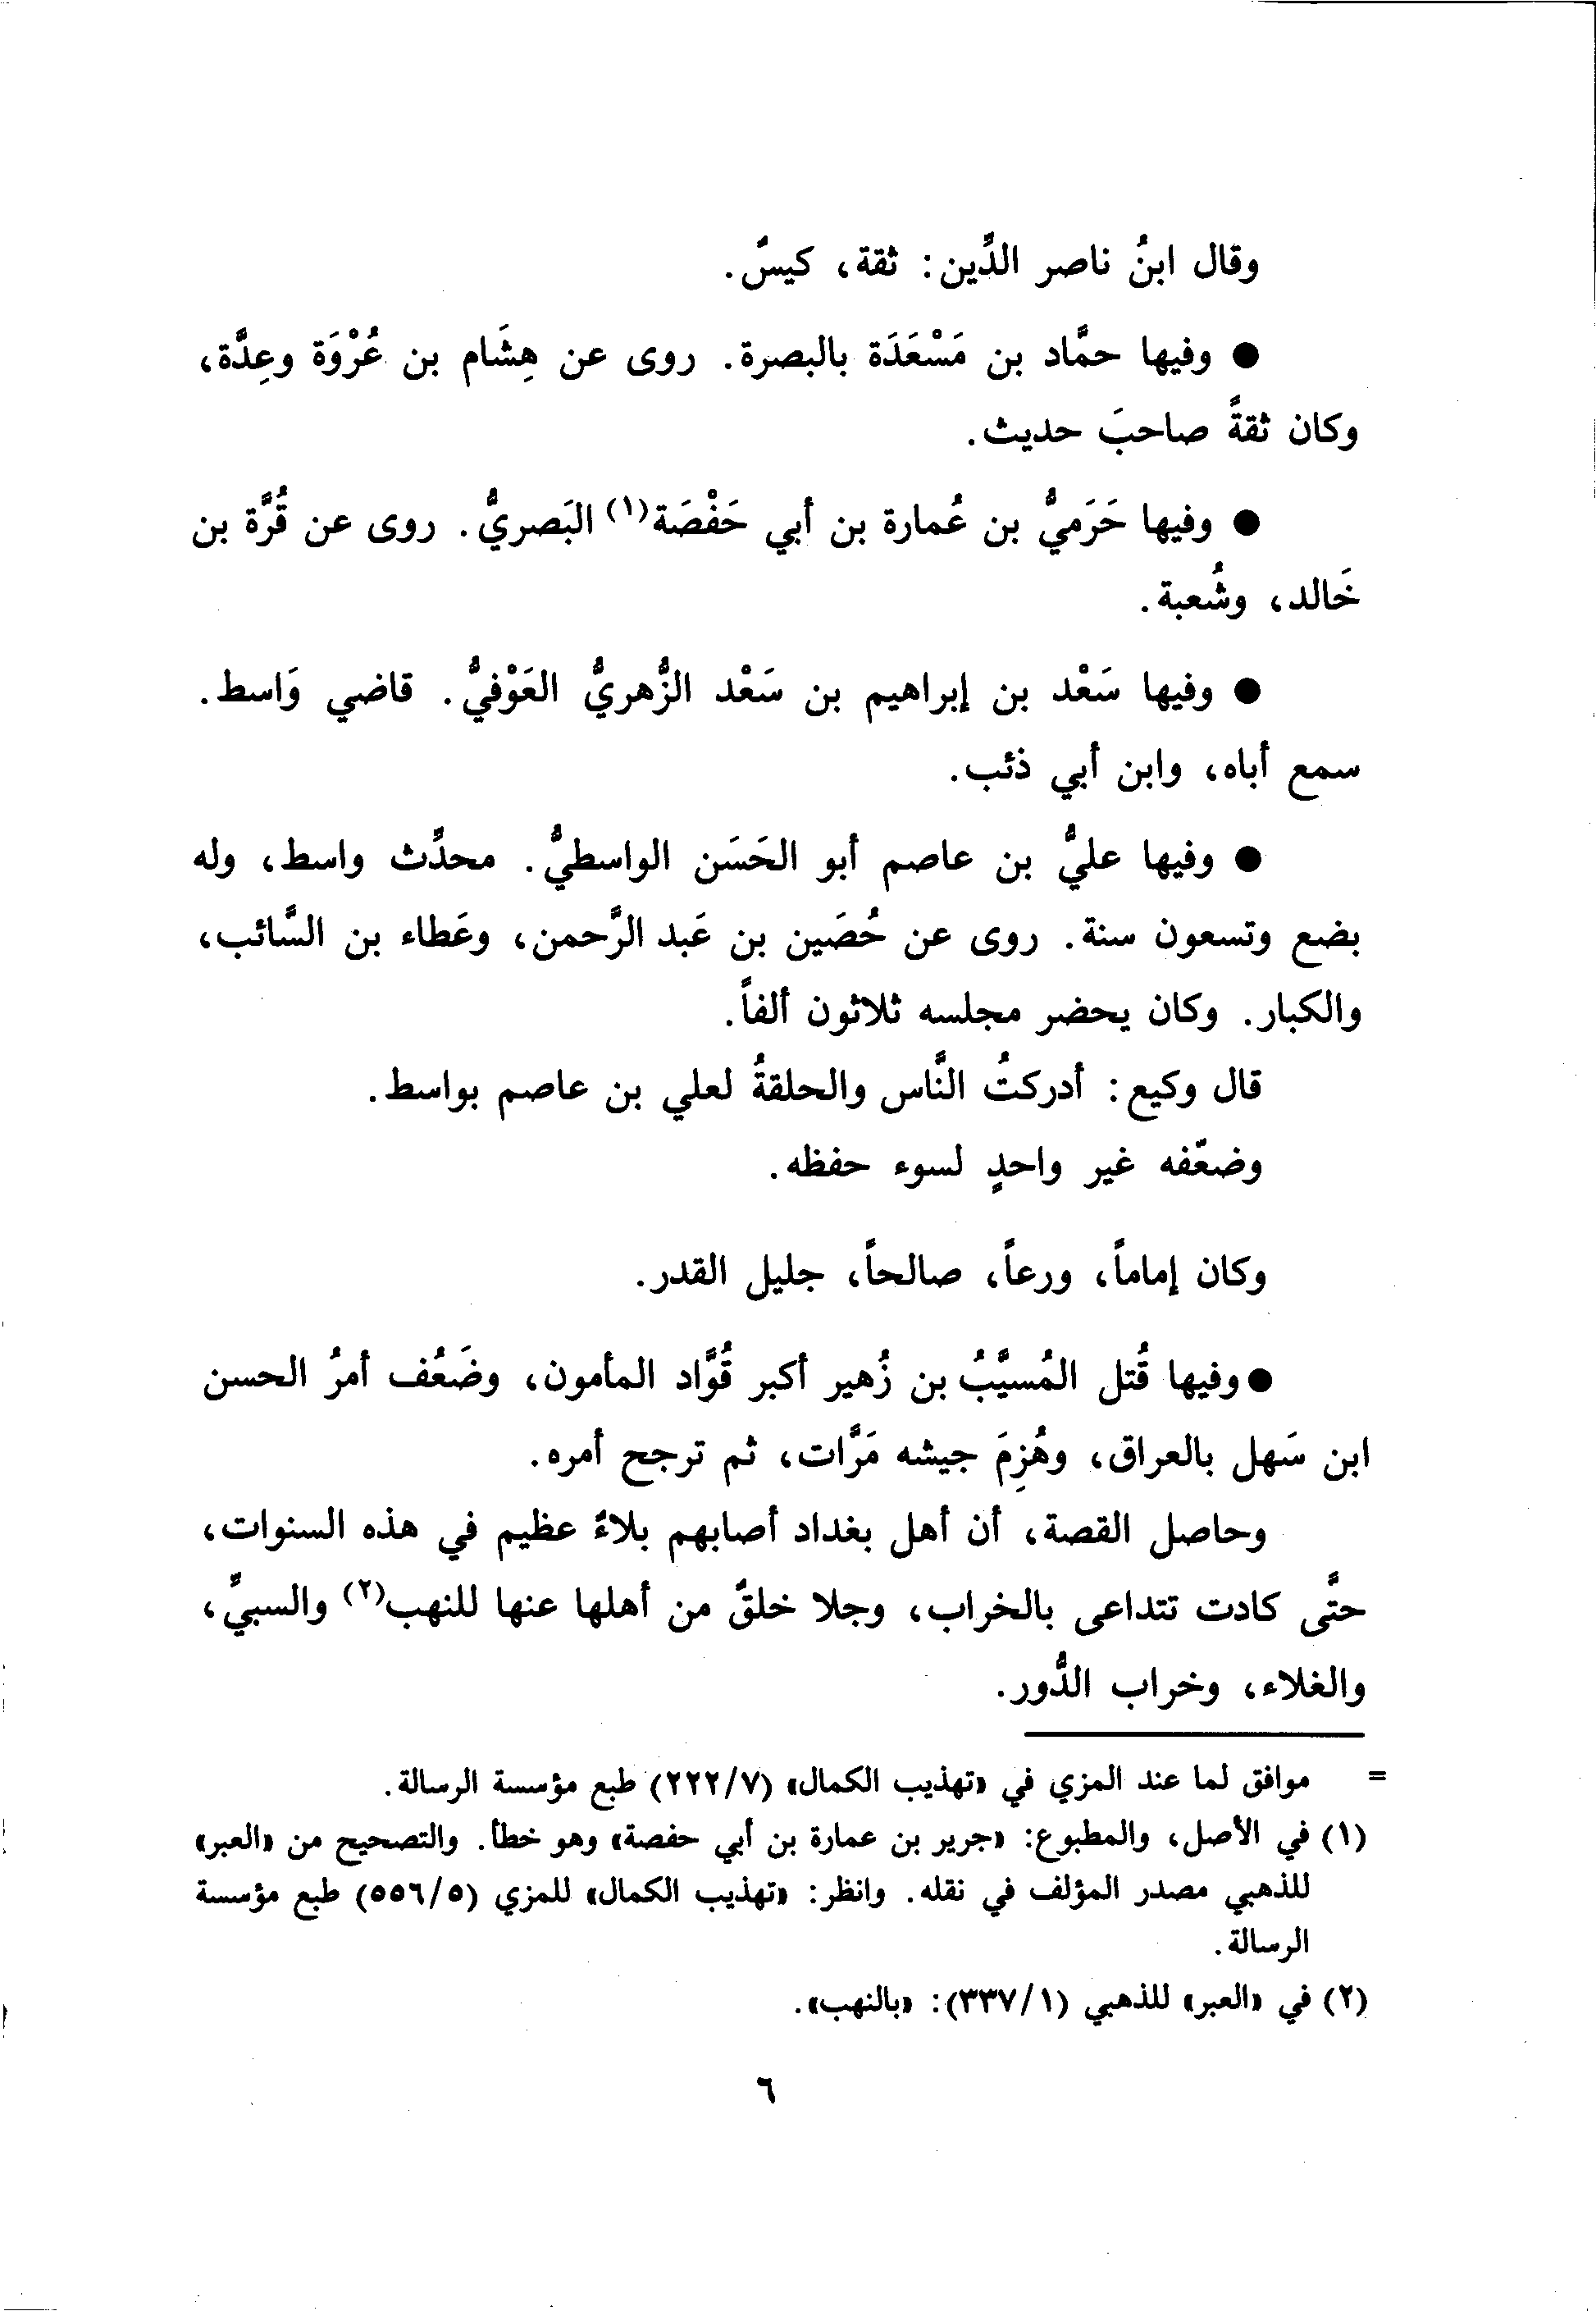 وقال ابنُ ناصر الدِّين: ثقة، كيسٌ.
● وفيها حمَّاد بن مَسْعَدَة بالبصرة. روى عن هِشَام بن عُرْوَة وعِدَّة،
وكان ثقةً صاحبَ حديث.
● وفيها حَرَميُّ بن عُمارة بن أبي حَفْصَة(١) البَصريُّ. روى عن قُرَّة بن
خَالد، وشُعبة.
● وفيها سَعْد بن إبراهيم بن سَعْد الزُّهريُّ العَوْفيُّ. قاضي وَاسط.
سمع أباه، وابن أبي ذئب.
● وفيها عليُّ بن عاصم أبو الحَسَن الواسطيُّ. محدِّث واسط، وله
بضع وتسعون سنة. روى عن حُصَين بن عَبد الرَّحمن، وعَطاء بن السَّائب،
والكبار. وكان يحضر مجلسه ثلاثون ألفاً.
قال وكيع: أدركتُ النَّاس والحلقةُ لعلي بن عاصم بواسط.
وضعّفه غير واحدٍ لسوء حفظه.
وكان إماماً، ورعاً، صالحاً، جليل القدر.
● وفيها قُتل المُسيَّبُ بن زُهير أكبر قُوَّاد المأمون، وضَعُف أمرُ الحسن
ابن سَهل بالعراق، وهُزِمَ جيشه مَرَّات، ثم ترجح أمره.
وحاصل القصة، أن أهل بغداد أصابهم بلاءٌ عظيم في هذه السنوات،
حتَّى كادت تتداعى بالخراب، وجلا خلقٌ من أهلها عنها للنهب(٢) والسبيِّ،
والغلاء، وخراب الدُّور.
= موافق لما عند المزي في «تهذيب الكمال» (٧/٢٢٢) طبع مؤسسة الرسالة.
(١) في الأصل، والمطبوع: «جرير بن عمارة بن أبي حفصة» وهو خطأ. والتصحيح من «العبر»
للذهبي مصدر المؤلف في نقله. وانظر: «تهذيب الكمال» للمزي (٥/٥٥٦) طبع مؤسسة
الرسالة.
(٢) في «العبر» للذهبي (١/٣٣٧): «بالنهب».
٦